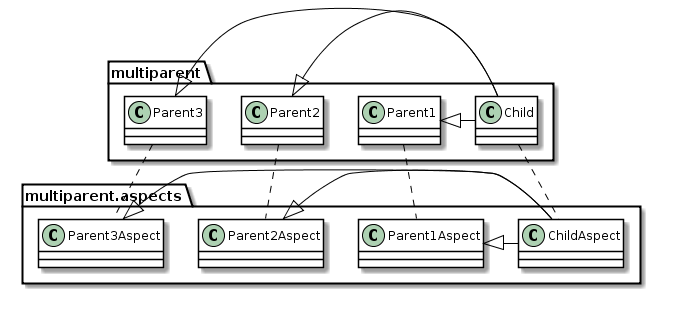 multiparent
C Parent3
C Parent2
C Parent1
C Child
multiparent.aspects
C Parent3Aspect
C Parent2Aspect
C Parent1Aspect
C ChildAspect